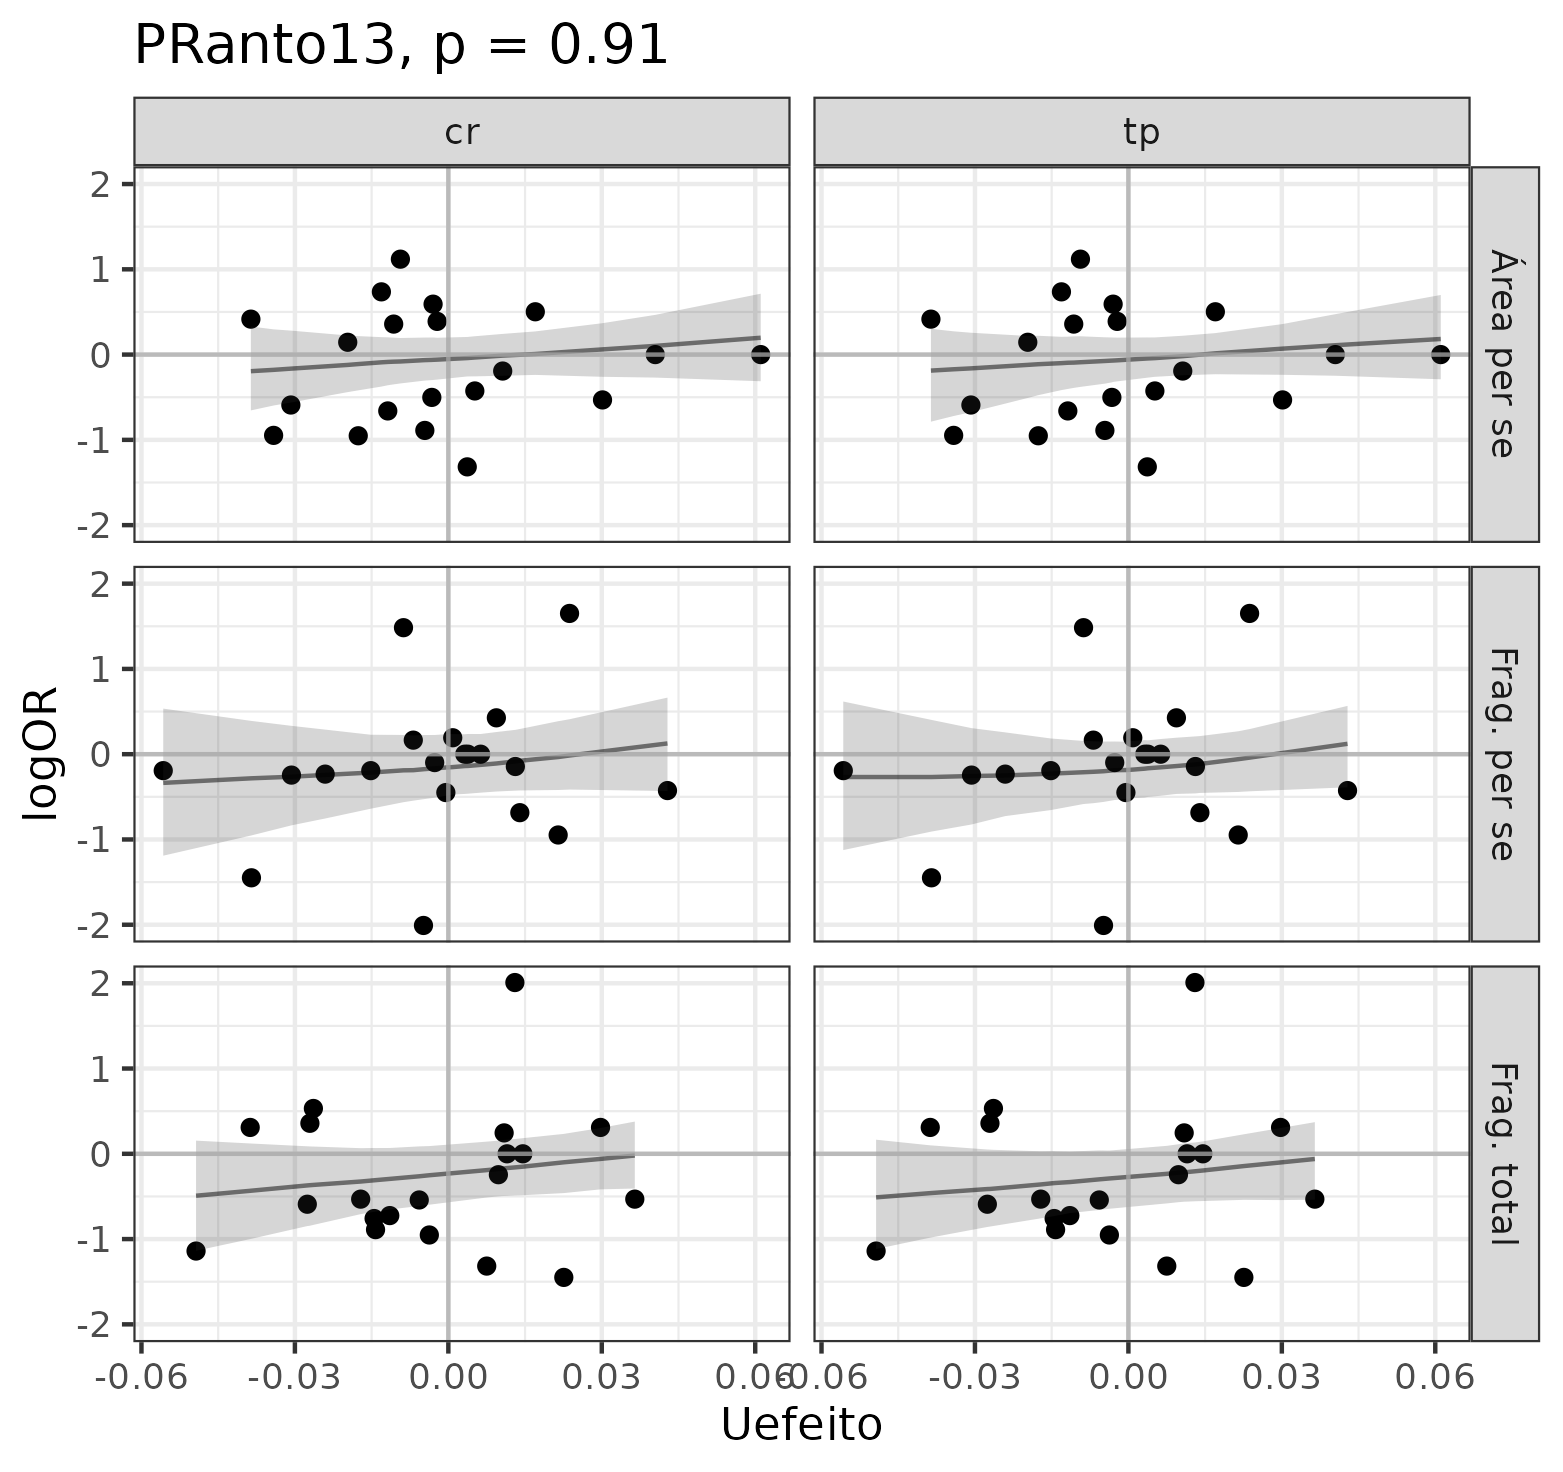 PRanto13, p = 0.91
cr
tp
2
1
0
-1
-2
Área per se
2
1
0
-1
-2
Frag. per se
2
1
0
-1
-2
Frag. total
logOR
-0.06 -0.03 0.00 0.03 0.06
-0.06 -0.03 0.00 0.03 0.06
Uefeito